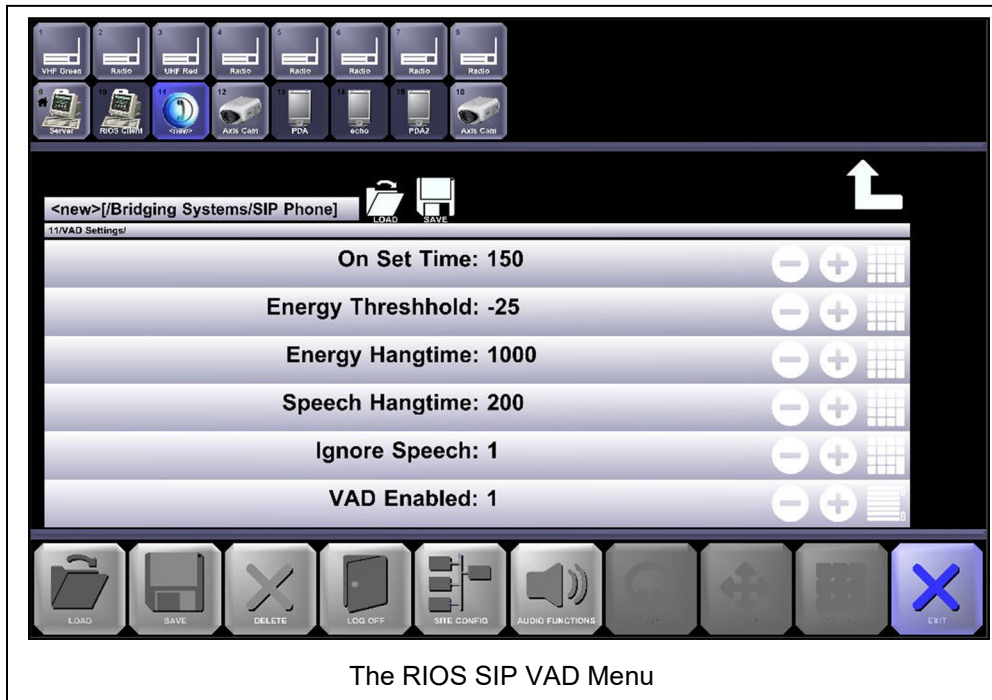 1 2 3 4 5 6 7 8
VHF Green Radio UHF Red Radio Radio Radio Radio Radio
9 10 11 12 13 14 15 16
Server RIOS Client <new> Axis Cam PDA echo PDA2 Axis Cam
<new>[/Bridging Systems/SIP Phone] LOAD SAVE
11/VAD Settings/
On Set Time: 150
Energy Threshhold: -25
Energy Hangtime: 1000
Speech Hangtime: 200
Ignore Speech: 1
VAD Enabled: 1
LOAD SAVE DELETE LOG OFF SITE CONFIG AUDIO FUNCTIONS EXIT
The RIOS SIP VAD Menu